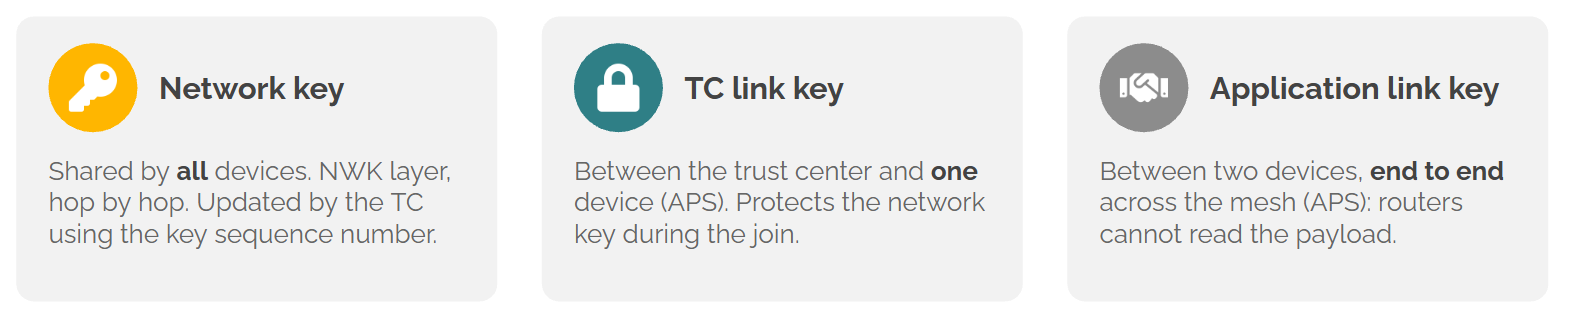 Network key
Shared by all devices. NWK layer,
hop by hop. Updated by the TC
using the key sequence number.
TC link key
Between the trust center and one
device (APS). Protects the network
key during the join.
Application link key
Between two devices, end to end
across the mesh (APS): routers
cannot read the payload.